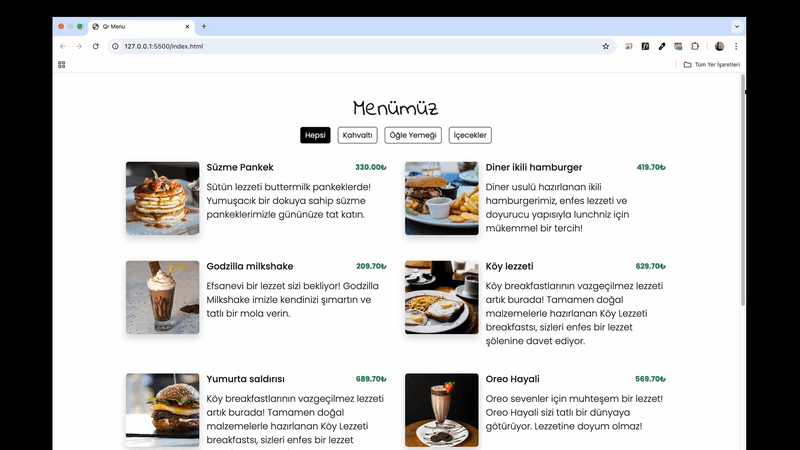 Qr Menu
127.0.0.1:5500/index.html
Tüm Yer İşaretleri
Menümüz
Hepsi Kahvaltı Öğle Yemeği İçecekler
Süzme Pankek 330.00₺
Sütün lezzeti buttermilk pankeklerde!
Yumuşacık bir dokuya sahip süzme
pankeklerimizle gününüze tat katın.
Diner ikili hamburger 419.70₺
Diner usulü hazırlanan ikili
hamburgerimiz, enfes lezzeti ve
doyurucu yapısıyla lunchniz için
mükemmel bir tercih!
Godzilla milkshake 209.70₺
Efsanevi bir lezzet sizi bekliyor! Godzilla
Milkshake imizle kendinizi şımartın ve
tatlı bir mola verin.
Köy lezzeti 629.70₺
Köy breakfastlarının vazgeçilmez lezzeti
artık burada! Tamamen doğal
malzemelerle hazırlanan Köy Lezzeti
breakfastsı, sizleri enfes bir lezzet
şölenine davet ediyor.
Yumurta saldırısı 689.70₺
Köy breakfastlarının vazgeçilmez lezzeti
artık burada! Tamamen doğal
malzemelerle hazırlanan Köy Lezzeti
breakfastsı, sizleri enfes bir lezzet
Oreo Hayali 569.70₺
Oreo sevenler için muhteşem bir lezzet!
Oreo Hayali sizi tatlı bir dünyaya
götürüyor. Lezzetine doyum olmaz!